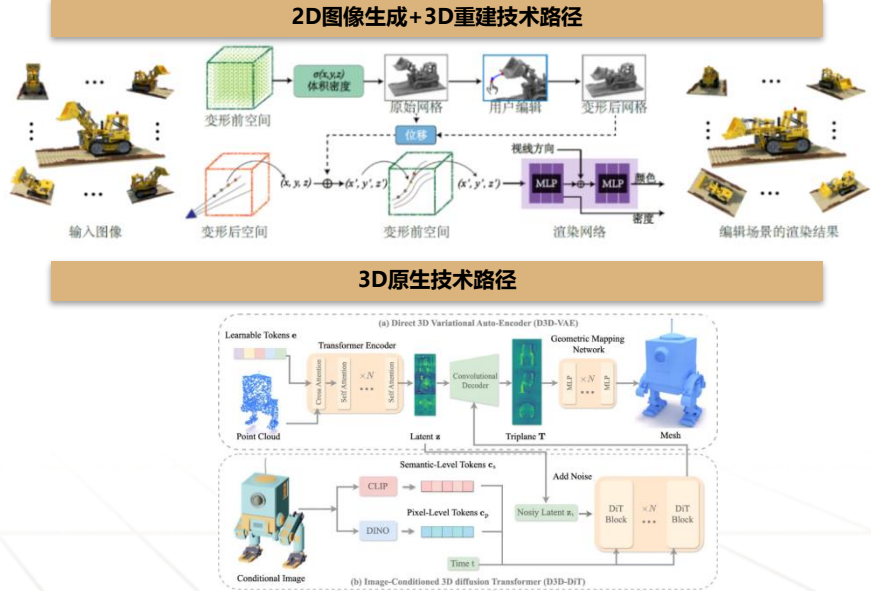 2D图像生成+3D重建技术路径
σ(x,y,z)
体积密度
变形前空间
原始网格
用户编辑
变形后网格
位移
视线方向
(x, y, z)
(x', y', z')
(x', y', z')
MLP
MLP
颜色
密度
输入图像
变形后空间
变形前空间
渲染网络
编辑场景的渲染结果
3D原生技术路径
(a) Direct 3D Variational Auto-Encoder (D3D-VAE)
Learnable Tokens e
Transformer Encoder
Geometric Mapping
Network
Cross Attention
Self Attention
×N
Self Attention
Convolutional
Decoder
MLP
×N
MLP
Point Cloud
Latent z
Triplane T
Mesh
Semantic-Level Tokens cₛ
Add Noise
CLIP
Pixel-Level Tokens cₚ
DINO
Nosiy Latent zₜ
DiT
Block
×N
DiT
Block
Time t
Conditional Image
(b) Image-Conditioned 3D diffusion Transformer (D3D-DiT)